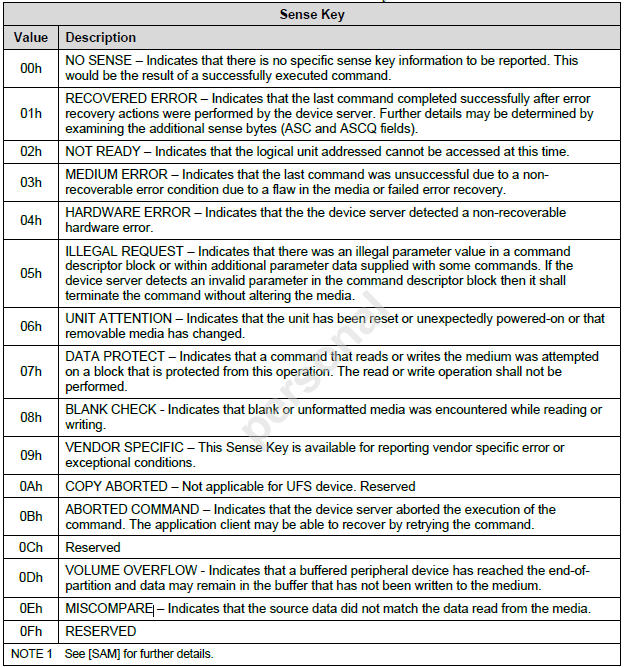 Sense Key
Value Description
00h NO SENSE – Indicates that there is no specific sense key information to be reported. This
would be the result of a successfully executed command.
01h RECOVERED ERROR – Indicates that the last command completed successfully after error
recovery actions were performed by the device server. Further details may be determined by
examining the additional sense bytes (ASC and ASCQ fields).
02h NOT READY – Indicates that the logical unit addressed cannot be accessed at this time.
03h MEDIUM ERROR – Indicates that the last command was unsuccessful due to a non-
recoverable error condition due to a flaw in the media or failed error recovery.
04h HARDWARE ERROR – Indicates that the the device server detected a non-recoverable
hardware error.
05h ILLEGAL REQUEST – Indicates that there was an illegal parameter value in a command
descriptor block or within additional parameter data supplied with some commands. If the
device server detects an invalid parameter in the command descriptor block then it shall
terminate the command without altering the media.
06h UNIT ATTENTION – Indicates that the unit has been reset or unexpectedly powered-on or that
removable media has changed.
07h DATA PROTECT – Indicates that a command that reads or writes the medium was attempted
on a block that is protected from this operation. The read or write operation shall not be
performed.
08h BLANK CHECK - Indicates that blank or unformatted media was encountered while reading or
writing.
09h VENDOR SPECIFIC – This Sense Key is available for reporting vendor specific error or
exceptional conditions.
0Ah COPY ABORTED – Not applicable for UFS device. Reserved
0Bh ABORTED COMMAND – Indicates that the device server aborted the execution of the
command. The application client may be able to recover by retrying the command.
0Ch Reserved
0Dh VOLUME OVERFLOW - Indicates that a buffered peripheral device has reached the end-of-
partition and data may remain in the buffer that has not been written to the medium.
0Eh MISCOMPARE – Indicates that the source data did not match the data read from the media.
0Fh RESERVED
NOTE 1 See [SAM] for further details.
personal